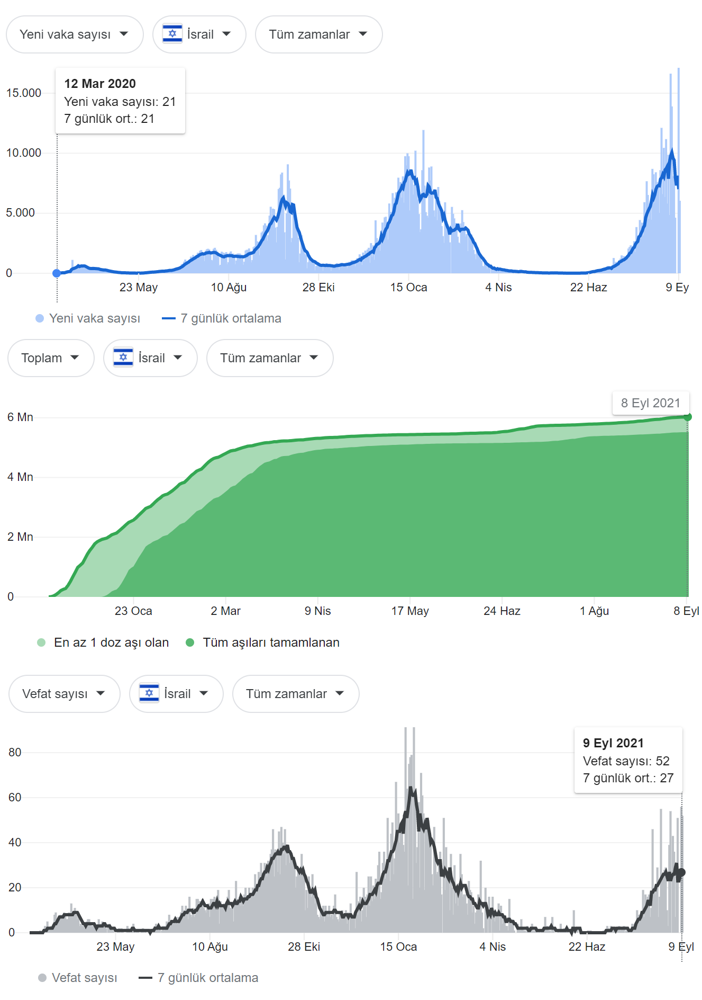 Yeni vaka sayısı İsrail Tüm zamanlar
12 Mar 2020
Yeni vaka sayısı: 21
7 günlük ort.: 21
15.000
10.000
5.000
0
23 May 10 Ağu 28 Eki 15 Oca 4 Nis 22 Haz 9 Ey
Yeni vaka sayısı 7 günlük ortalama
Toplam İsrail Tüm zamanlar
8 Eyl 2021
6 Mn
4 Mn
2 Mn
0
23 Oca 2 Mar 9 Nis 17 May 24 Haz 1 Ağu 8 Eyl
En az 1 doz aşı olan Tüm aşıları tamamlanan
Vefat sayısı İsrail Tüm zamanlar
9 Eyl 2021
Vefat sayısı: 52
7 günlük ort.: 27
80
60
40
20
0
23 May 10 Ağu 28 Eki 15 Oca 4 Nis 22 Haz 9 Eyl
Vefat sayısı 7 günlük ortalama